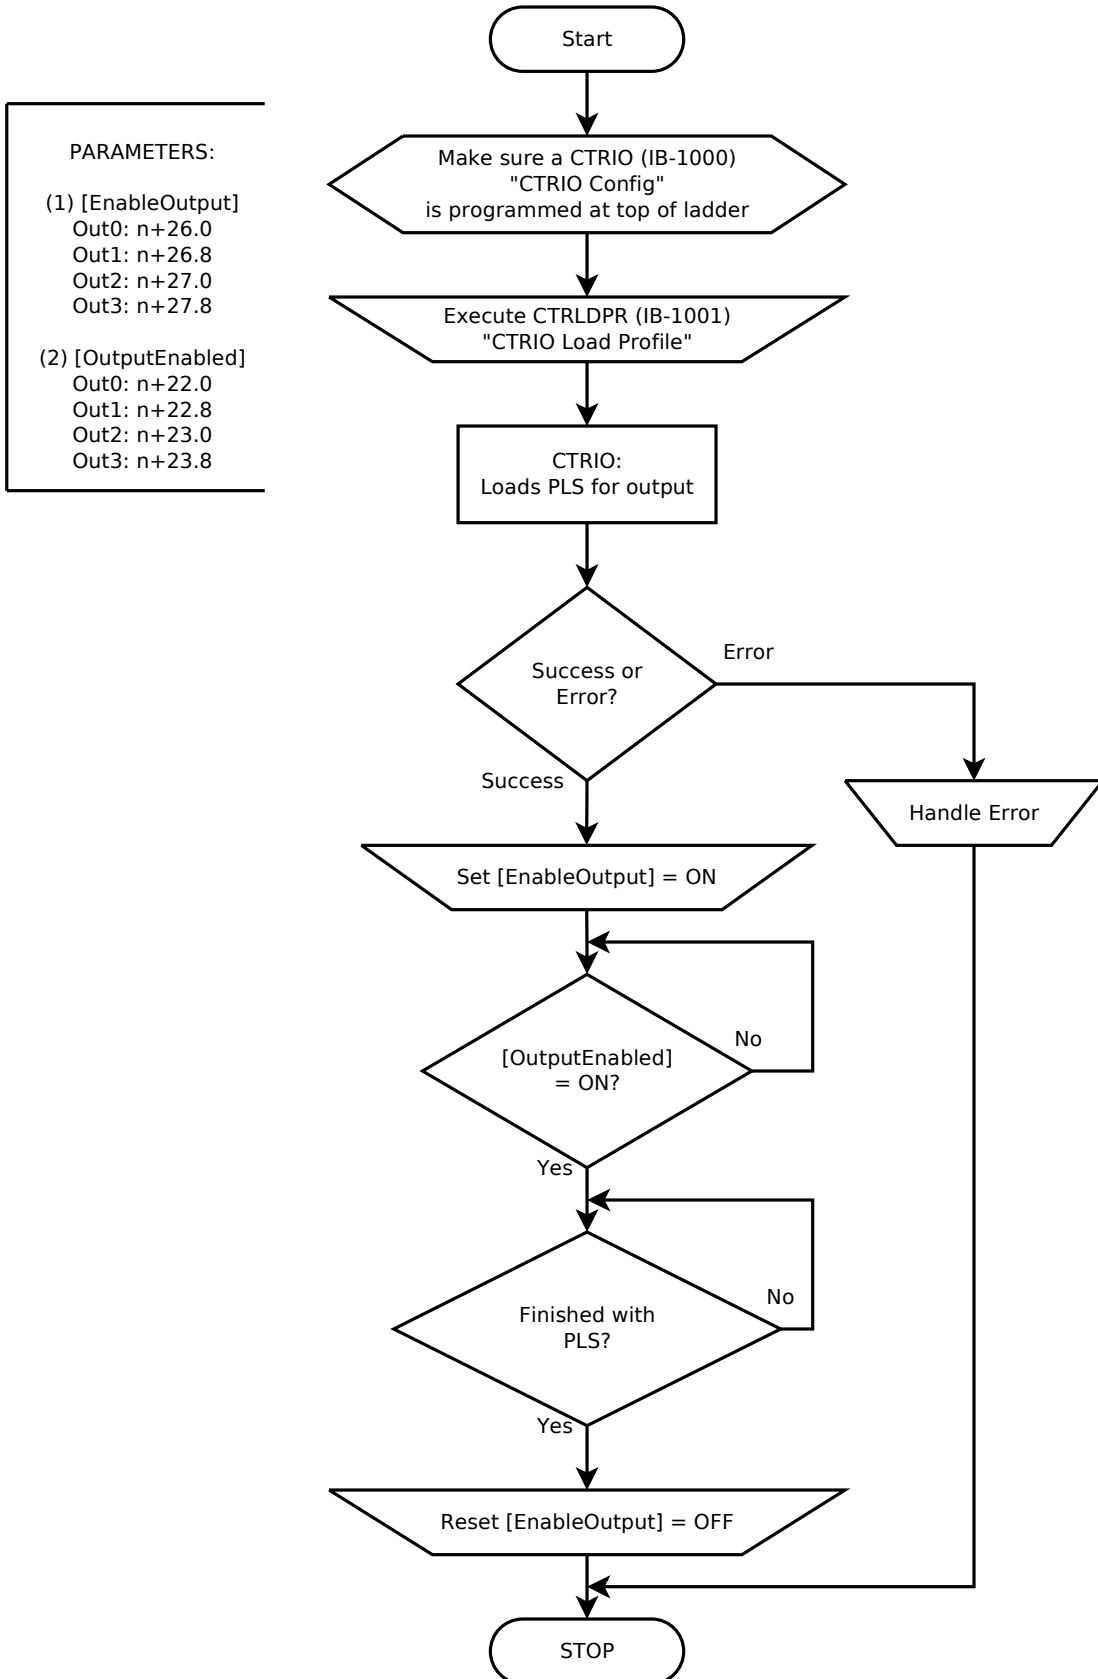 Start
PARAMETERS:
(1) [EnableOutput]
Out0: n+26.0
Out1: n+26.8
Out2: n+27.0
Out3: n+27.8
(2) [OutputEnabled]
Out0: n+22.0
Out1: n+22.8
Out2: n+23.0
Out3: n+23.8
Make sure a CTRIO (IB-1000)
"CTRIO Config"
is programmed at top of ladder
Execute CTRLDPR (IB-1001)
"CTRIO Load Profile"
CTRIO:
Loads PLS for output
Success or
Error?
Error
Success
Handle Error
Set [EnableOutput] = ON
[OutputEnabled]
= ON?
No
Yes
Finished with
PLS?
No
Yes
Reset [EnableOutput] = OFF
STOP